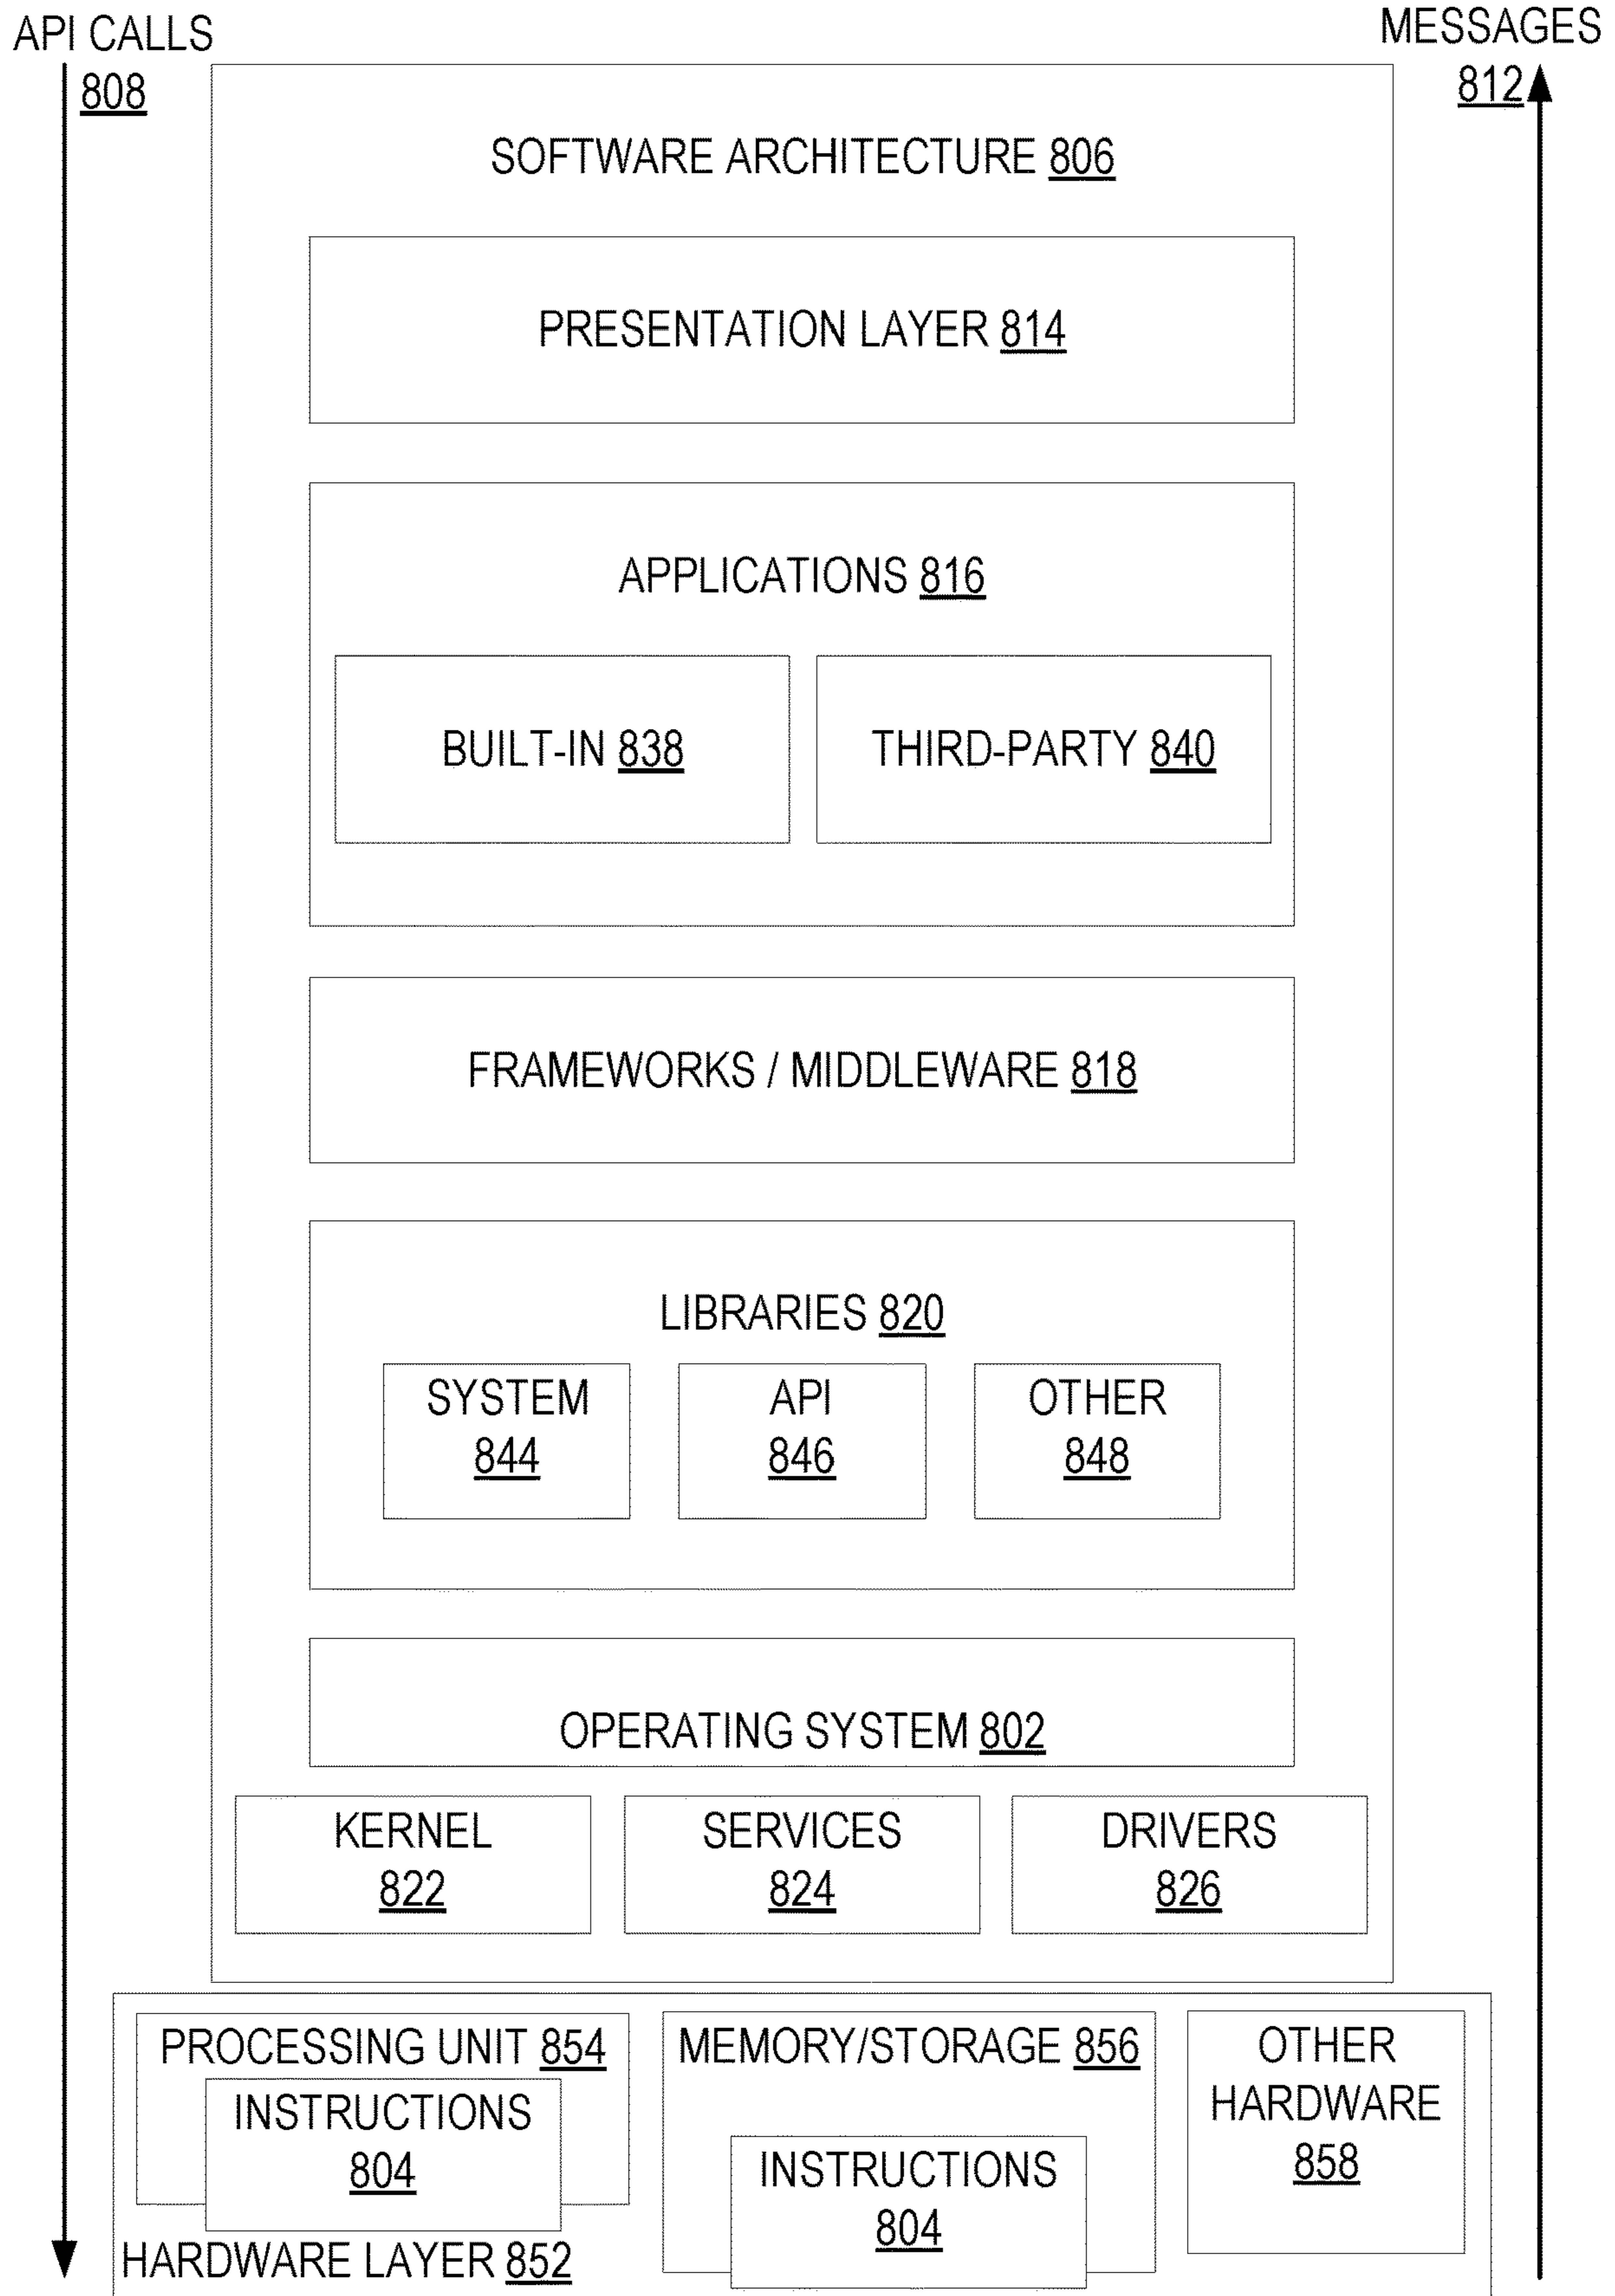 API CALLS
808
MESSAGES
812
SOFTWARE ARCHITECTURE 806
PRESENTATION LAYER 814
APPLICATIONS 816
BUILT-IN 838
THIRD-PARTY 840
FRAMEWORKS / MIDDLEWARE 818
LIBRARIES 820
SYSTEM
844
API
846
OTHER
848
OPERATING SYSTEM 802
KERNEL
822
SERVICES
824
DRIVERS
826
PROCESSING UNIT 854
INSTRUCTIONS
804
MEMORY/STORAGE 856
INSTRUCTIONS
804
OTHER
HARDWARE
858
HARDWARE LAYER 852